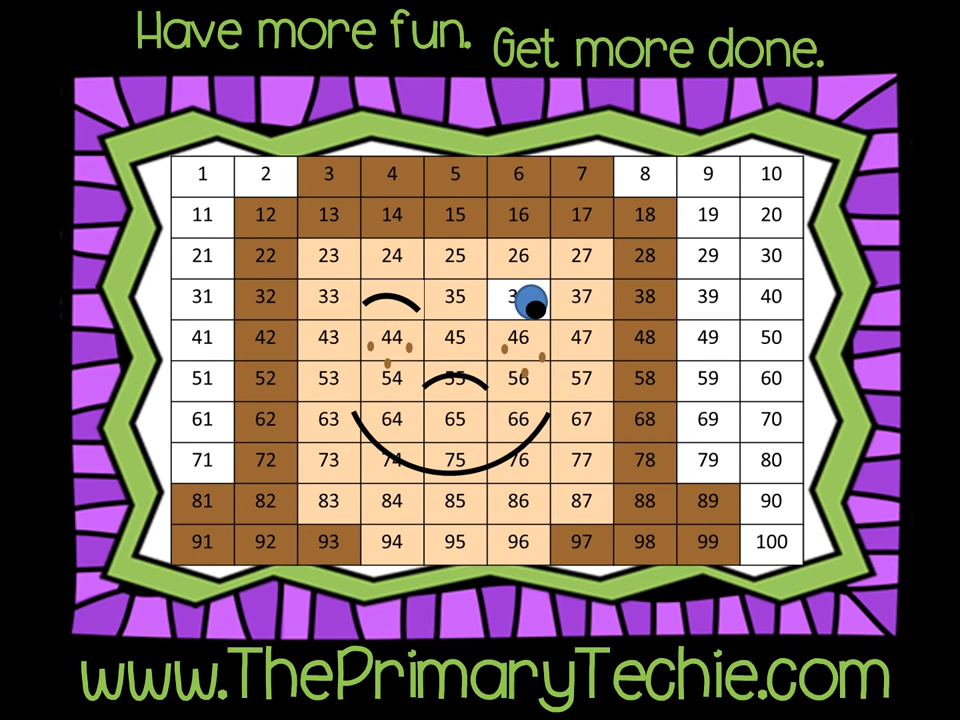 Have more fun. Get more done.
1 2 3 4 5 6 7 8 9 10
11 12 13 14 15 16 17 18 19 20
21 22 23 24 25 26 27 28 29 30
31 32 33 35 37 38 39 40
41 42 43 44 45 46 47 48 49 50
51 52 53 54 55 56 57 58 59 60
61 62 63 64 65 66 67 68 69 70
71 72 73 74 75 76 77 78 79 80
81 82 83 84 85 86 87 88 89 90
91 92 93 94 95 96 97 98 99 100
www.ThePrimaryTechie.com